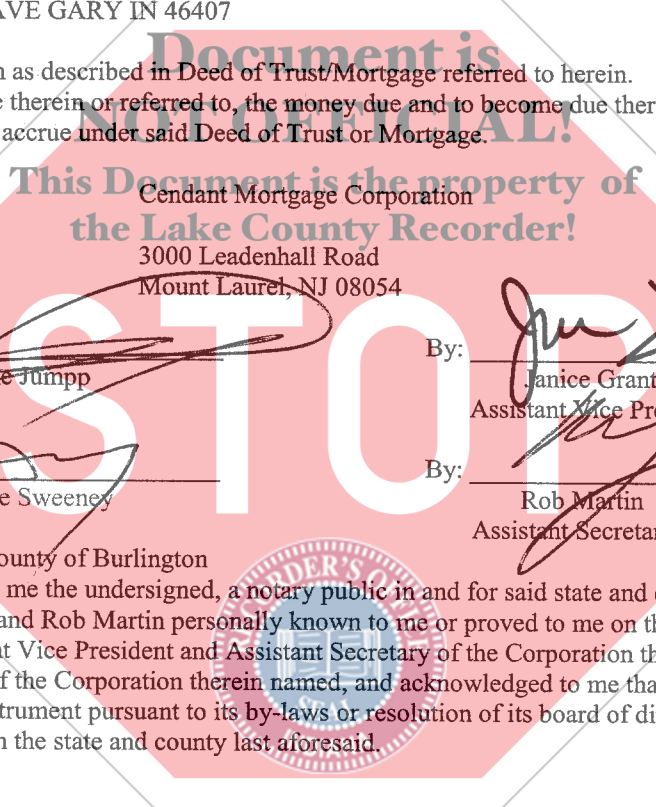 AVE GARY IN 46407
Document is
n as described in Deed of Trust/Mortgage referred to herein.
therein or referred to, the money due and to become due ther
NOT OFFICIAL!
accrue under said Deed of Trust or Mortgage.
This Document is the property of
Cendant Mortgage Corporation
the Lake County Recorder!
3000 Leadenhall Road
Mount Laurel, NJ 08054
STOP
By:
e Jumpp
Janice Grant
Assistant Vice Pre
By:
e Sweeney
Rob Martin
Assistant Secretar
ounty of Burlington
RECORDER'S OFFICE
me the undersigned, a notary public in and for said state and
and Rob Martin personally known to me or proved to me on th
t Vice President and Assistant Secretary of the Corporation th
f the Corporation therein named, and acknowledged to me tha
SEAL
trument pursuant to its by-laws or resolution of its board of di
INDIANA
n the state and county last aforesaid.